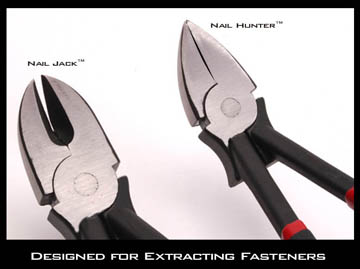 Nail Hunter™
Nail Jack™
Designed for Extracting Fasteners